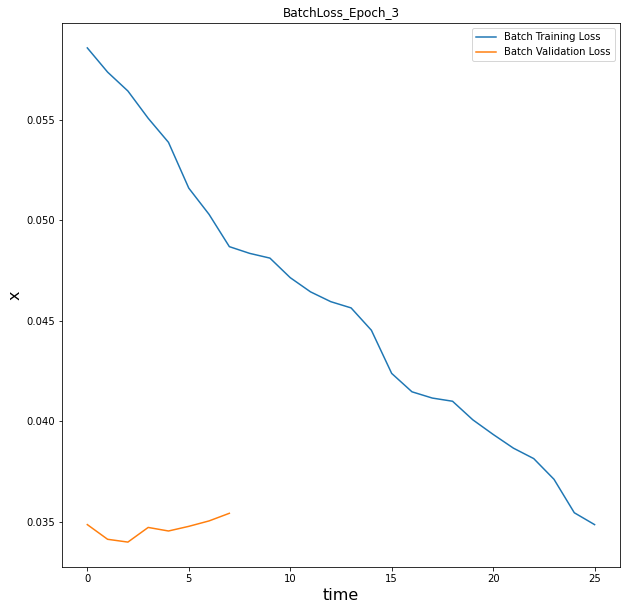 BatchLoss_Epoch_3
Batch Training Loss
Batch Validation Loss
0.055
0.050
0.045
0.040
0.035
x
0
5
10
15
20
25
time